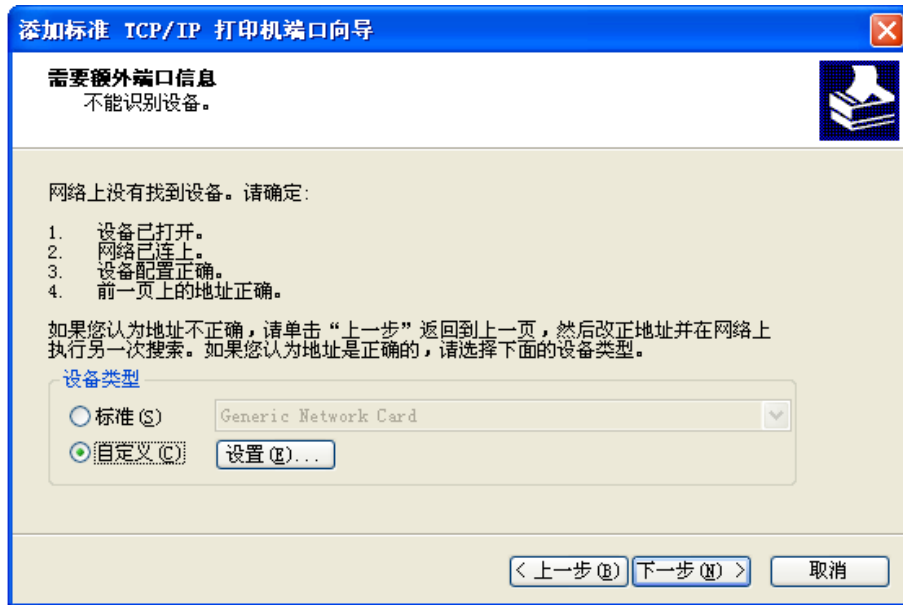 添加标准 TCP/IP 打印机端口向导
需要额外端口信息
不能识别设备。
网络上没有找到设备。请确定:
1. 设备已打开。
2. 网络已连上。
3. 设备配置正确。
4. 前一页上的地址正确。
如果您认为地址不正确，请单击“上一步”返回到上一页，然后改正地址并在网络上
执行另一次搜索。如果您认为地址是正确的，请选择下面的设备类型。
设备类型
标准(S) Generic Network Card
自定义(C) 设置(E)...
< 上一步(B) 下一步(N) > 取消